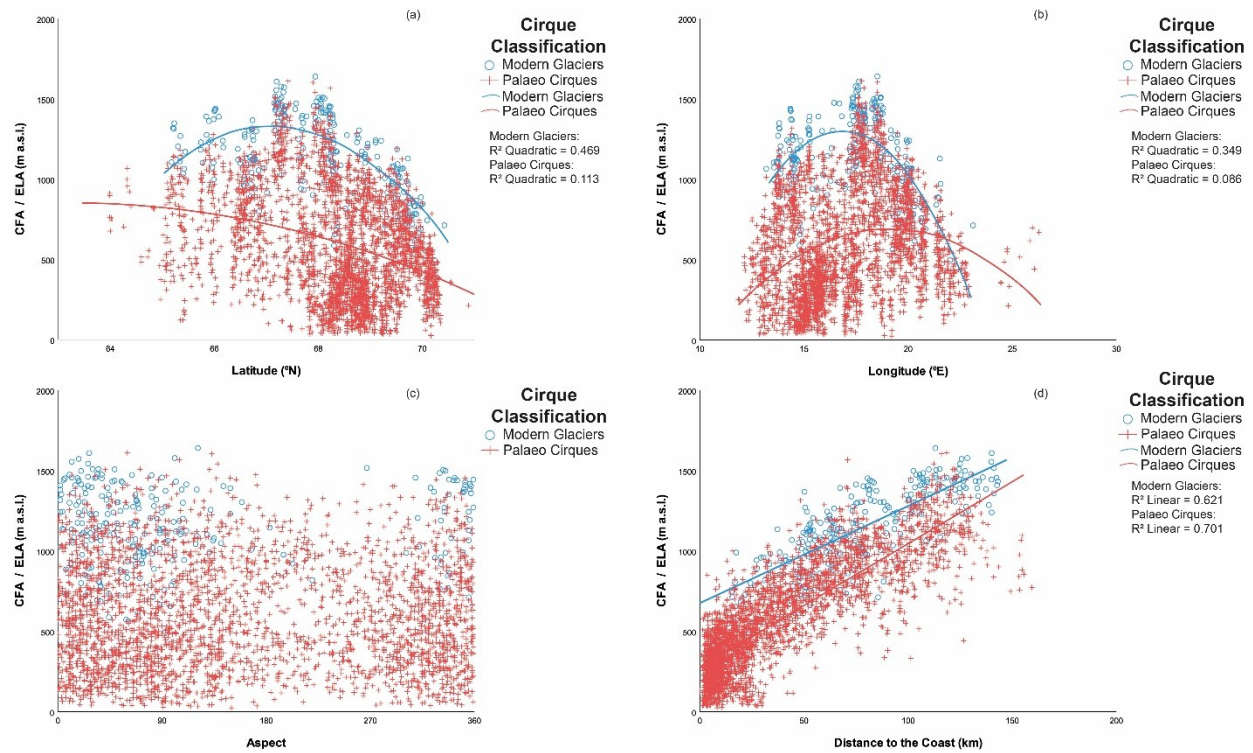 (a)
2000
1500
1000
500
0
CFA / ELA (m a.s.l.)
64
66
68
70
Latitude (ºN)
Cirque
Classification
Modern Glaciers
Palaeo Cirques
Modern Glaciers
Palaeo Cirques
Modern Glaciers:
R² Quadratic = 0.469
Palaeo Cirques:
R² Quadratic = 0.113
(b)
2000
1500
1000
500
0
CFA / ELA (m a.s.l.)
10
15
20
25
30
Longitude (ºE)
Cirque
Classification
Modern Glaciers
Palaeo Cirques
Modern Glaciers
Palaeo Cirques
Modern Glaciers:
R² Quadratic = 0.349
Palaeo Cirques:
R² Quadratic = 0.086
(c)
2000
1500
1000
500
0
CFA / ELA (m a.s.l.)
0
90
180
270
360
Aspect
Cirque
Classification
Modern Glaciers
Palaeo Cirques
(d)
2000
1500
1000
500
0
CFA / ELA (m a.s.l.)
0
50
100
150
200
Distance to the Coast (km)
Cirque
Classification
Modern Glaciers
Palaeo Cirques
Modern Glaciers
Palaeo Cirques
Modern Glaciers:
R² Linear = 0.621
Palaeo Cirques:
R² Linear = 0.701